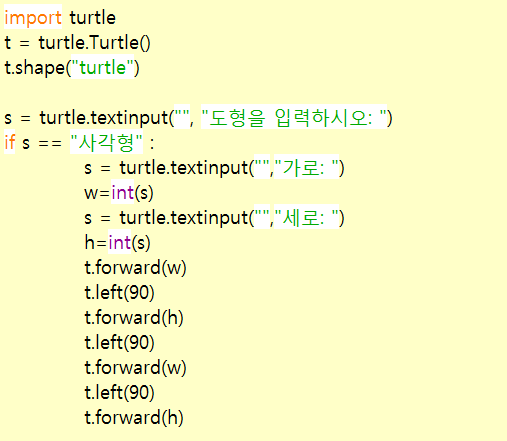 import turtle
t = turtle.Turtle()
t.shape("turtle")
s = turtle.textinput("", "도형을 입력하시오: ")
if s == "사각형" :
s = turtle.textinput("","가로: ")
w=int(s)
s = turtle.textinput("","세로: ")
h=int(s)
t.forward(w)
t.left(90)
t.forward(h)
t.left(90)
t.forward(w)
t.left(90)
t.forward(h)